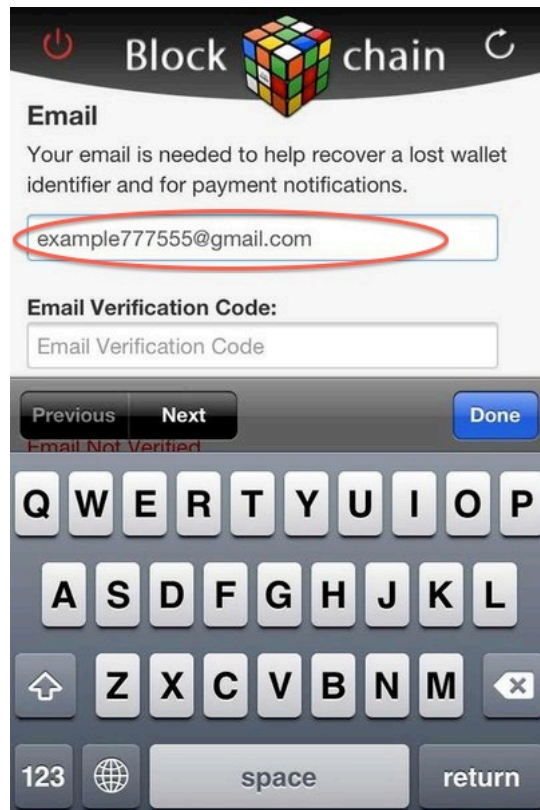 Block chain
Email
Your email is needed to help recover a lost wallet
identifier and for payment notifications.
example777555@gmail.com
Email Verification Code:
Email Verification Code
Previous Next Done
Email Not Verified
Q W E R T Y U I O P
A S D F G H J K L
Z X C V B N M
123 space return